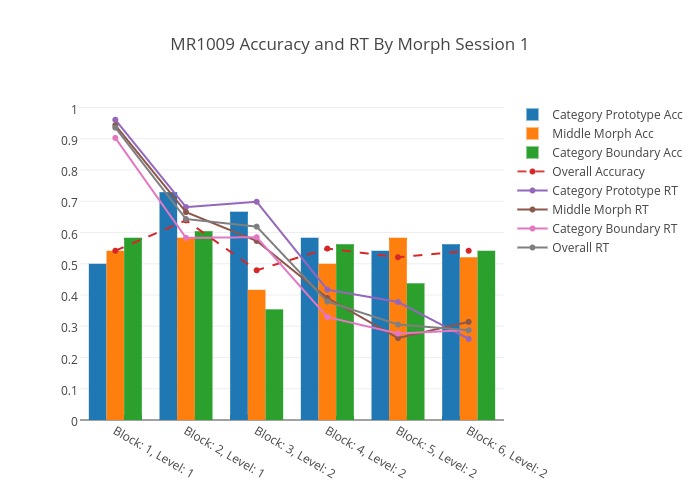 MR1009 Accuracy and RT By Morph Session 1
1
0.9
0.8
0.7
0.6
0.5
0.4
0.3
0.2
0.1
0
Block: 1, Level: 1
Block: 2, Level: 1
Block: 3, Level: 2
Block: 4, Level: 2
Block: 5, Level: 2
Block: 6, Level: 2
Category Prototype Acc
Middle Morph Acc
Category Boundary Acc
Overall Accuracy
Category Prototype RT
Middle Morph RT
Category Boundary RT
Overall RT